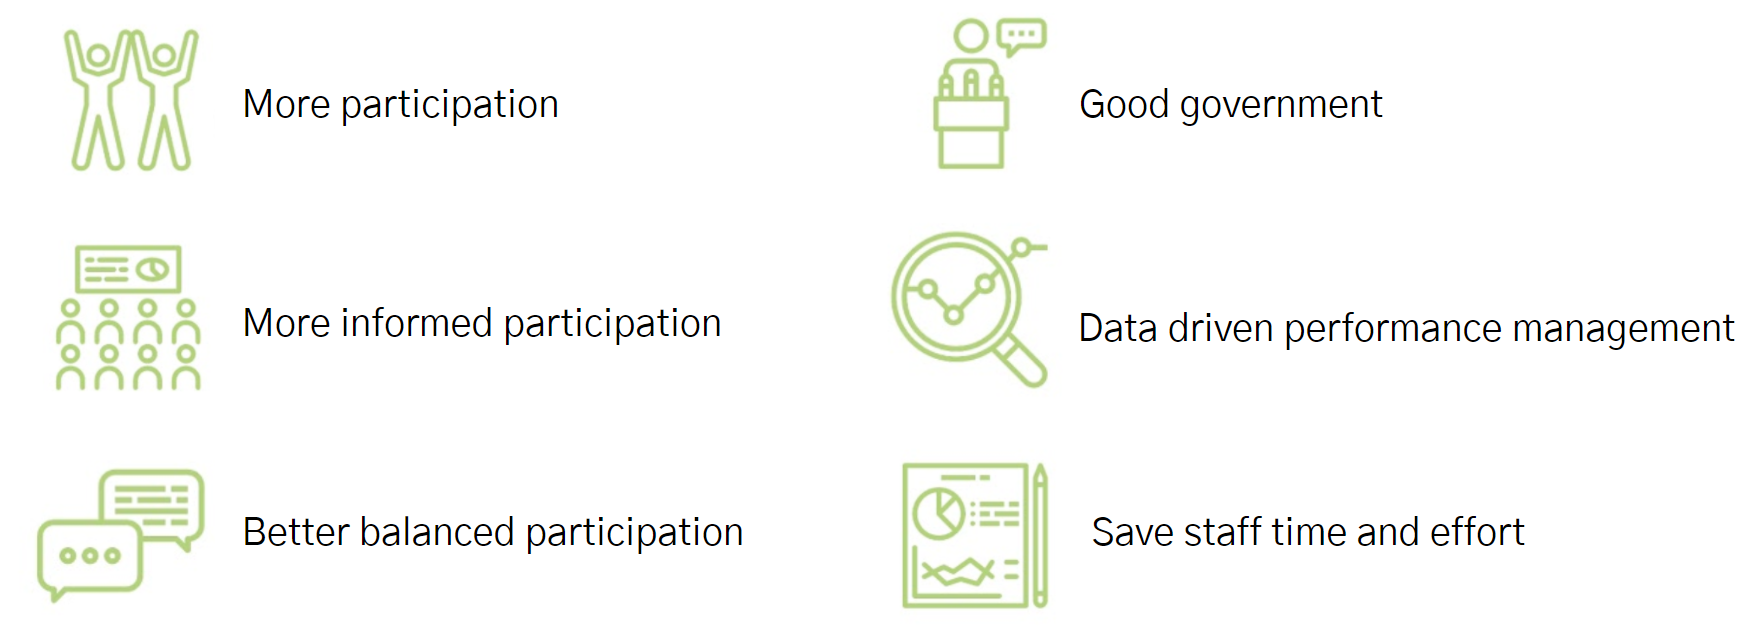 More participation
Good government
More informed participation
Data driven performance management
Better balanced participation
Save staff time and effort